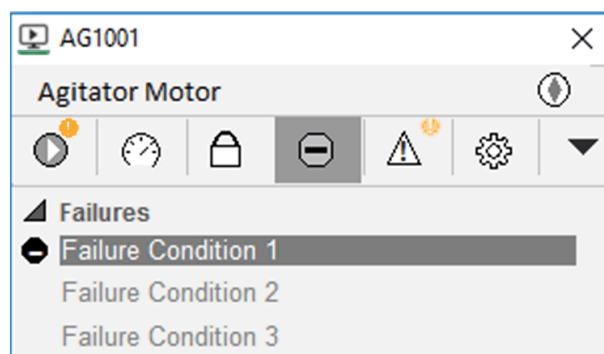 AG1001
Agitator Motor
Failures
Failure Condition 1
Failure Condition 2
Failure Condition 3